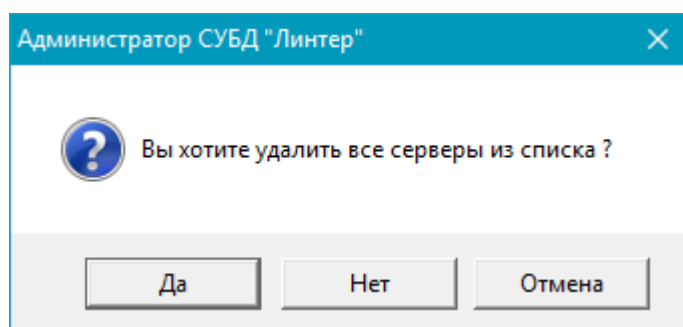 Администратор СУБД "Линтер"
Вы хотите удалить все серверы из списка ?
Да
Нет
Отмена